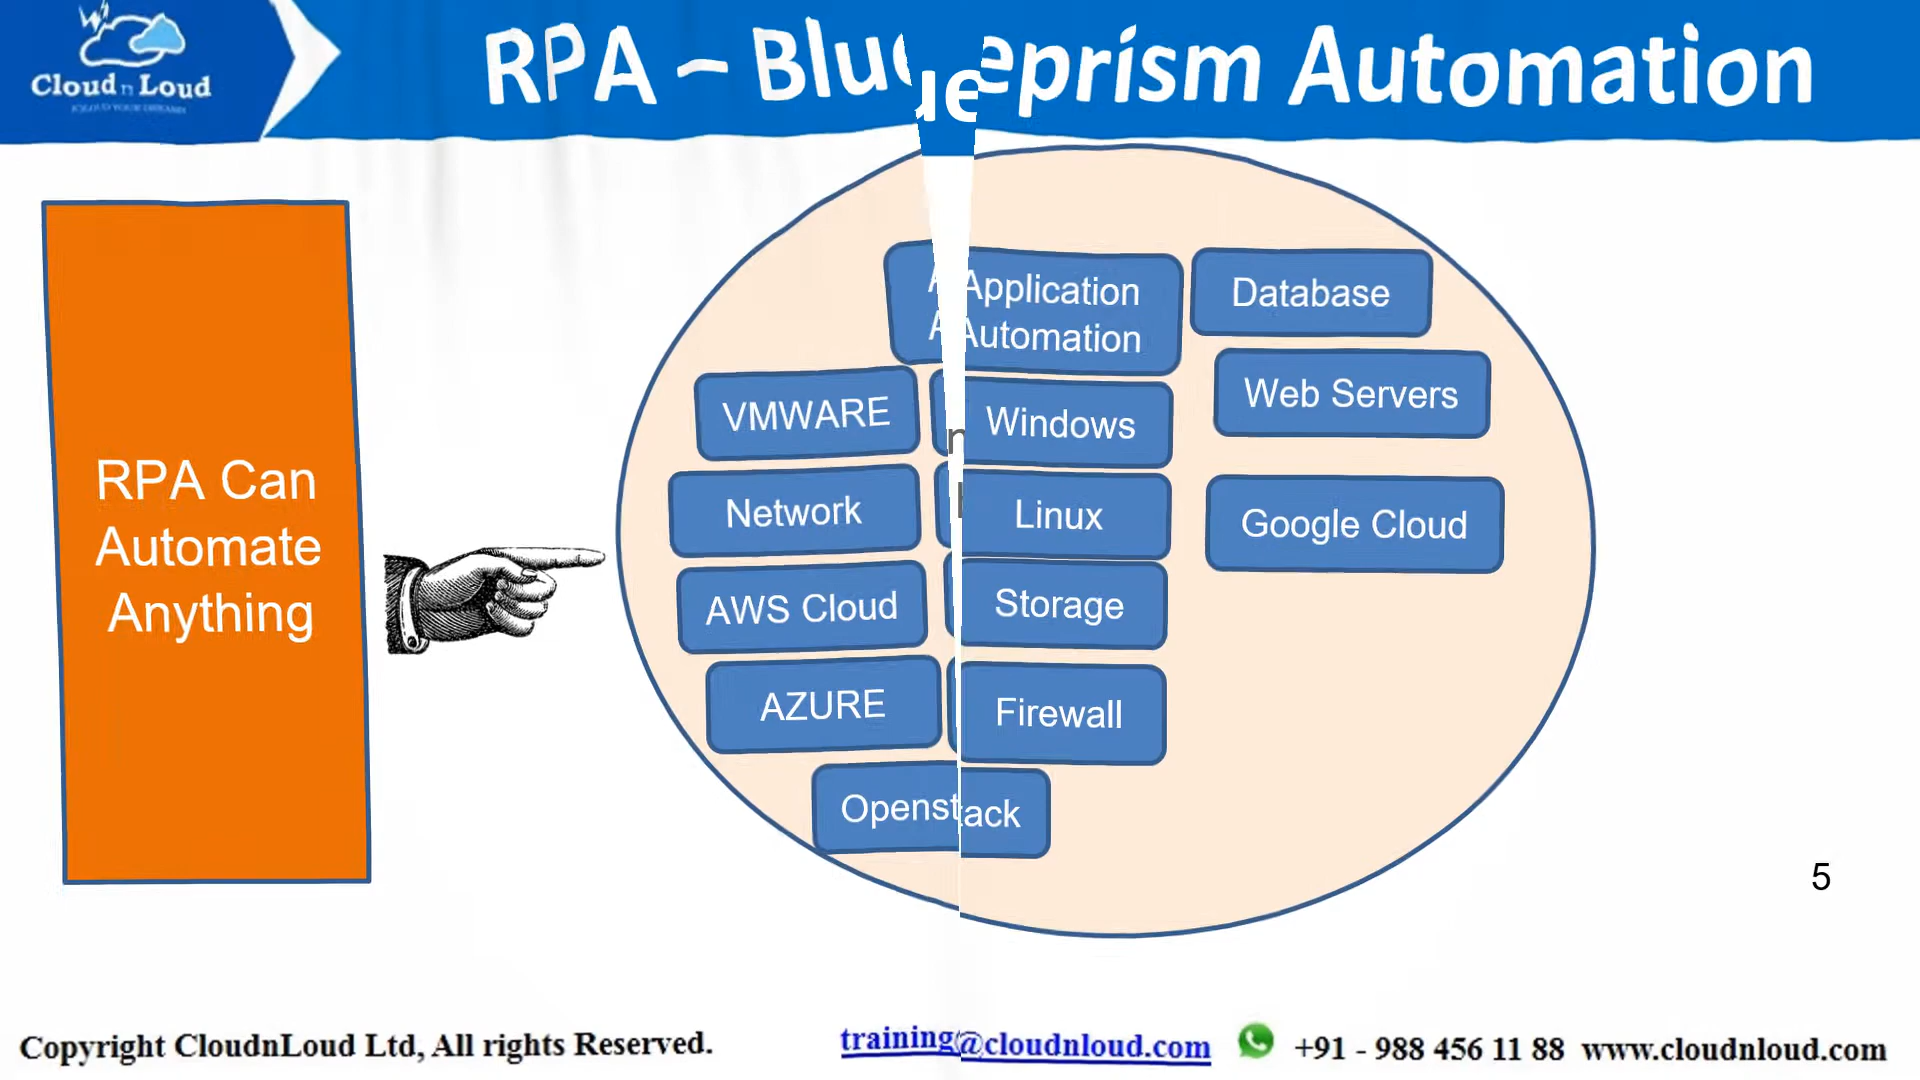 Cloud n Loud
RPA – Blueprism Automation
RPA Can
Automate
Anything
Application
Automation
Database
VMWARE
Windows
Web Servers
Network
Linux
Google Cloud
AWS Cloud
Storage
AZURE
Firewall
Openstack
5
Copyright CloudnLoud Ltd, All rights Reserved.
training@cloudnloud.com
+91 - 988 456 11 88 www.cloudnloud.com